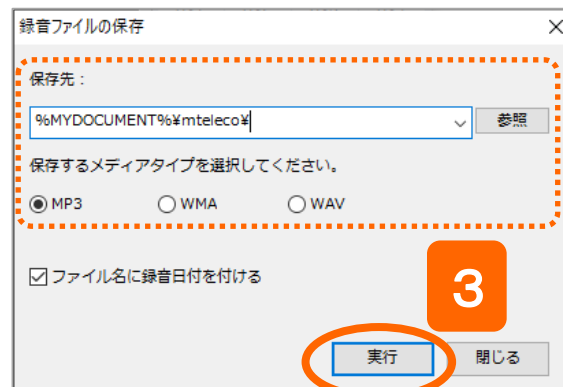 録音ファイルの保存
保存先：
%MYDOCUMENT%¥mteleco¥
参照
保存するメディアタイプを選択してください。
MP3 WMA WAV
ファイル名に録音日付を付ける
3
実行 閉じる